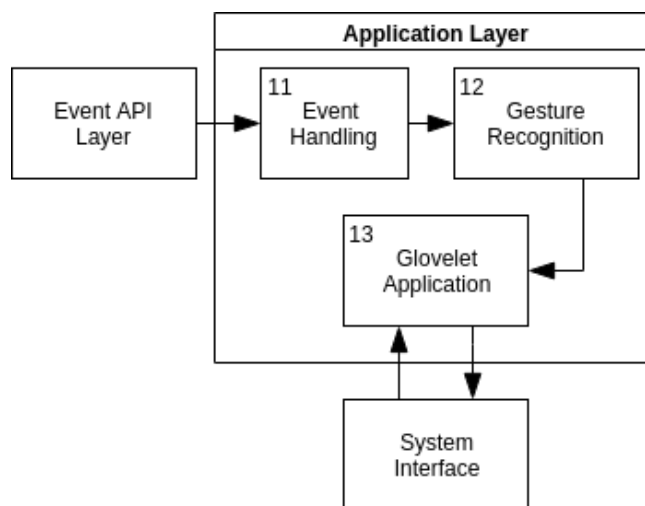 Application Layer
Event API
Layer
11
Event
Handling
12
Gesture
Recognition
13
Glovelet
Application
System
Interface